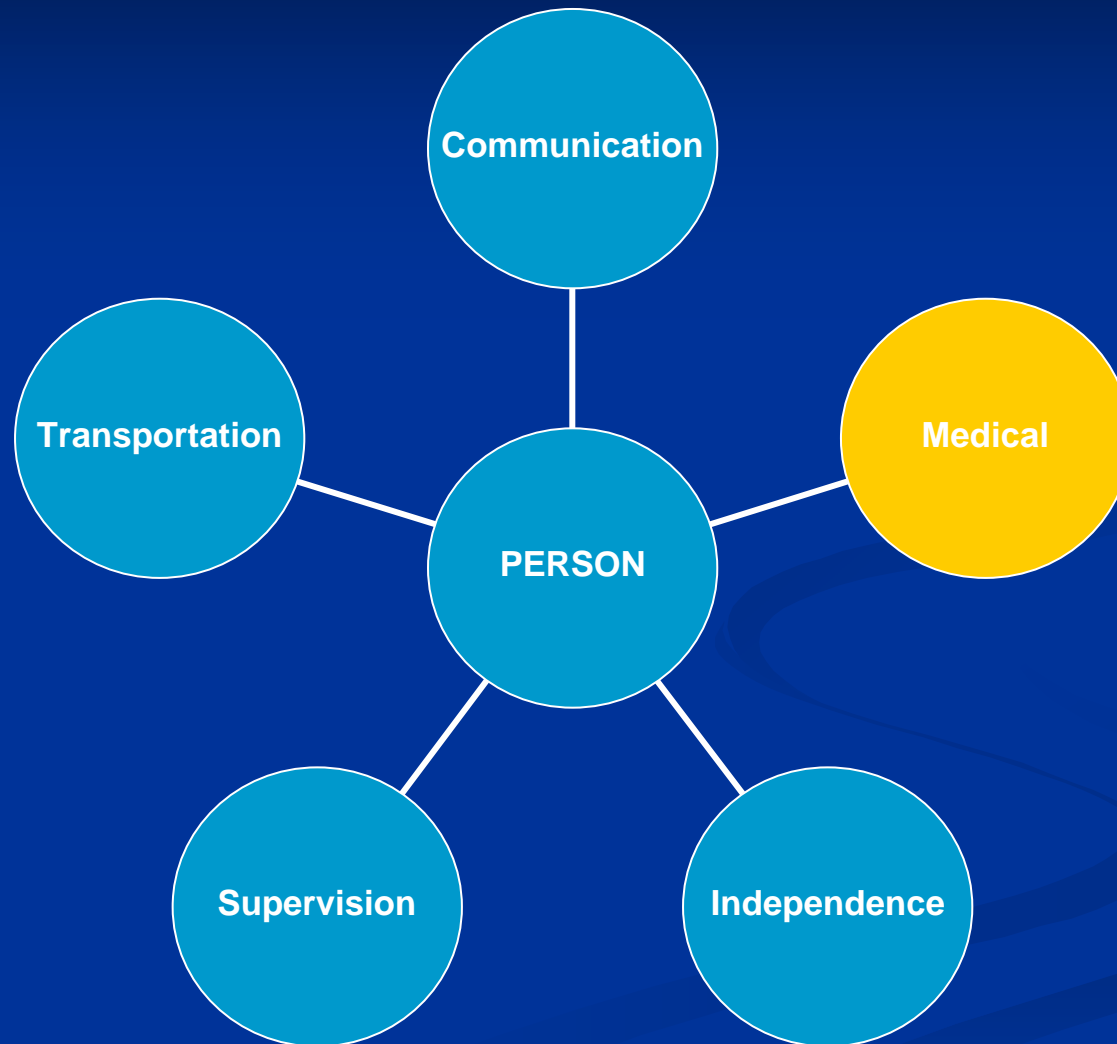 Communication
Transportation
Medical
PERSON
Supervision
Independence